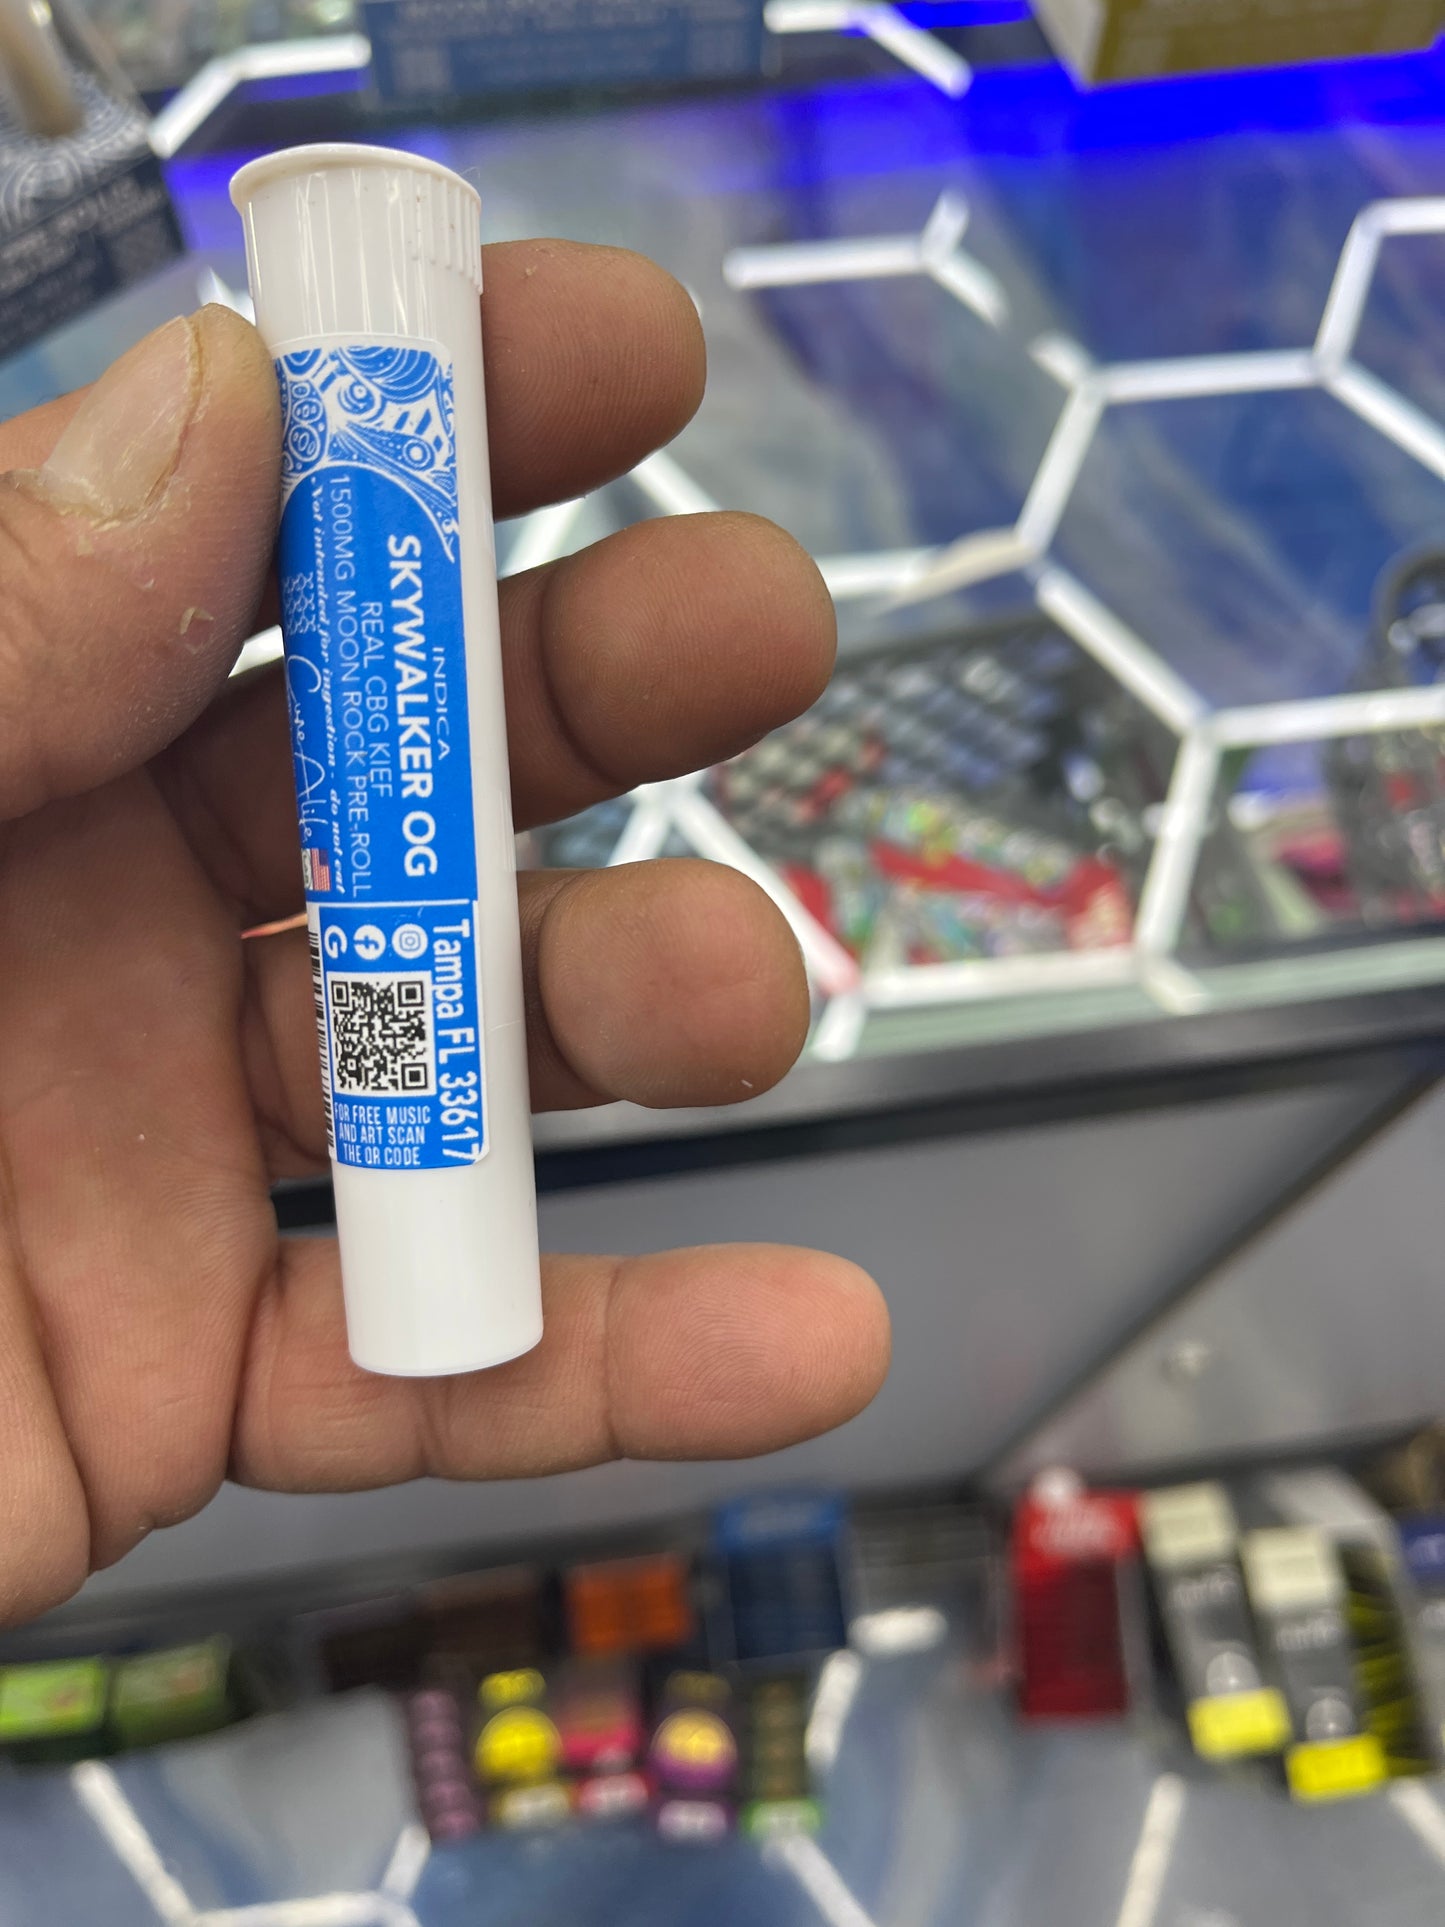 INDICA
SKYWALKER OG
REAL CBG KIEF
1500MG MOON ROCK PRE-ROLL
· Not intended for ingestion - do not eat
Tampa FL 33617
G
FOR FREE MUSIC
AND ART SCAN
THE QR CODE